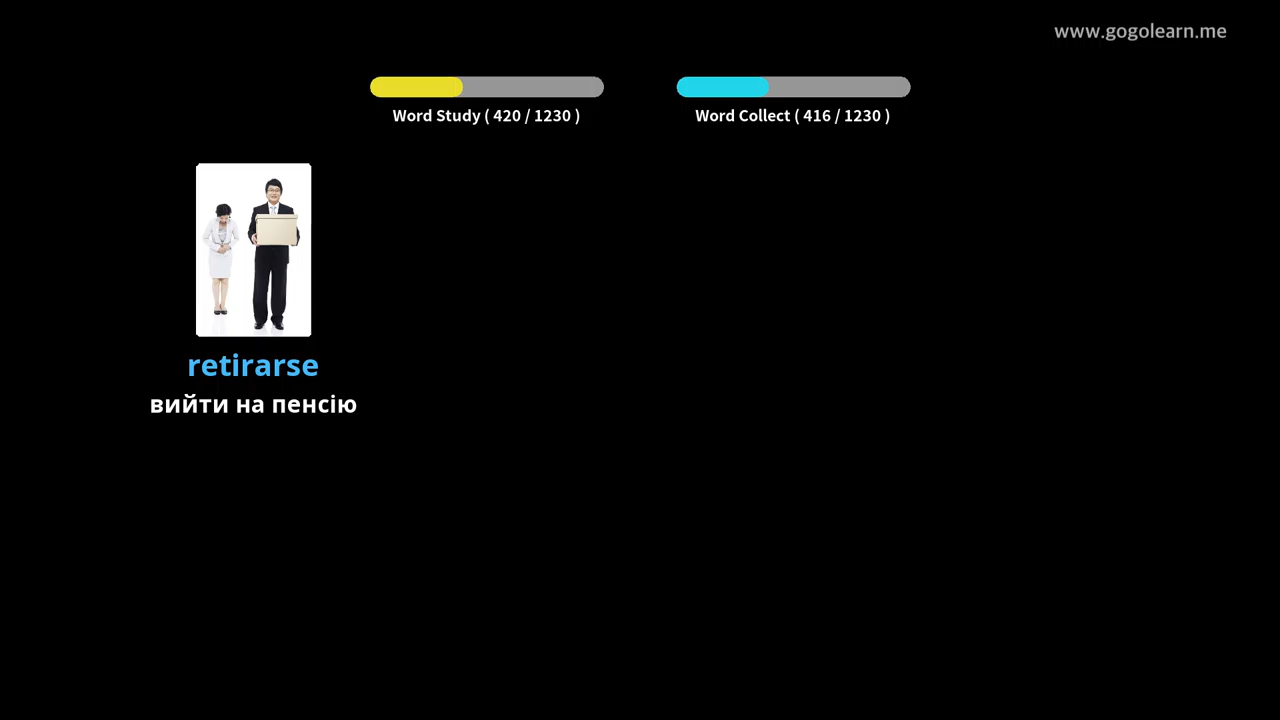 www.gogolearn.me
Word Study ( 420 / 1230 )
Word Collect ( 416 / 1230 )
retirarse
вийти на пенсію